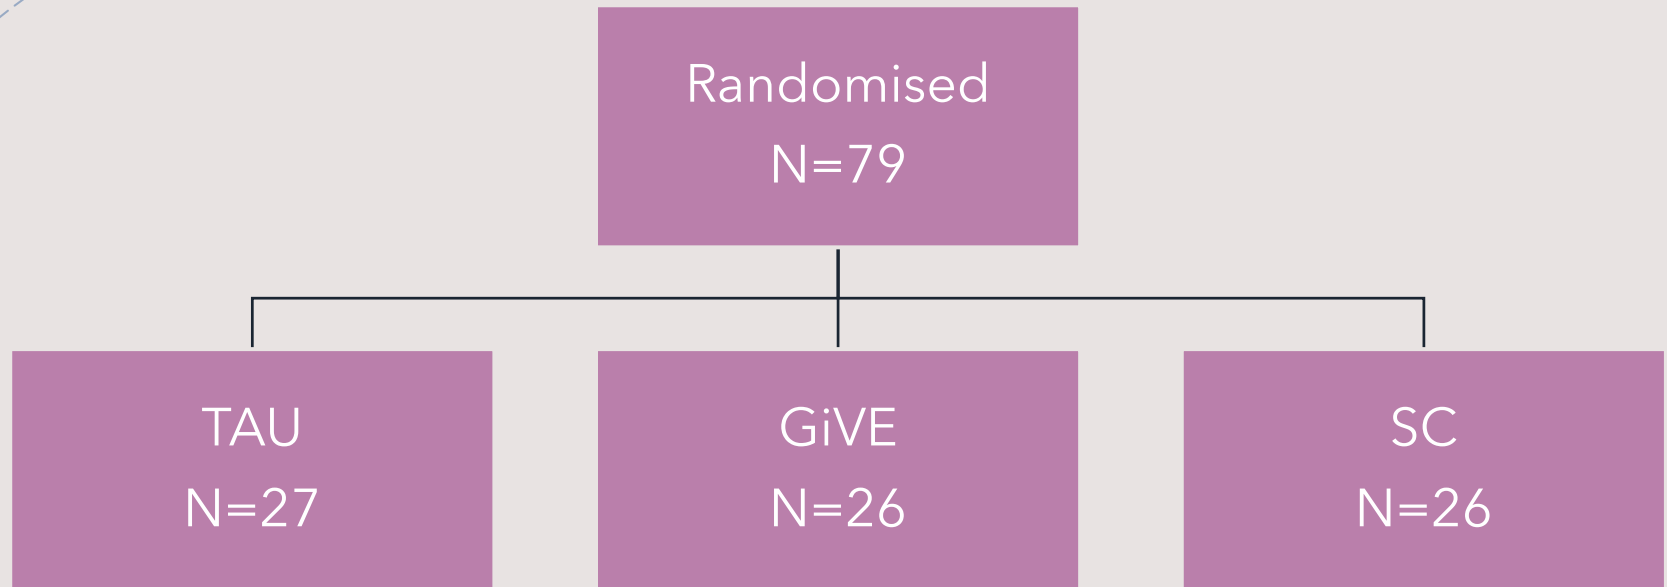 Randomised
N=79
TAU
N=27
GiVE
N=26
SC
N=26